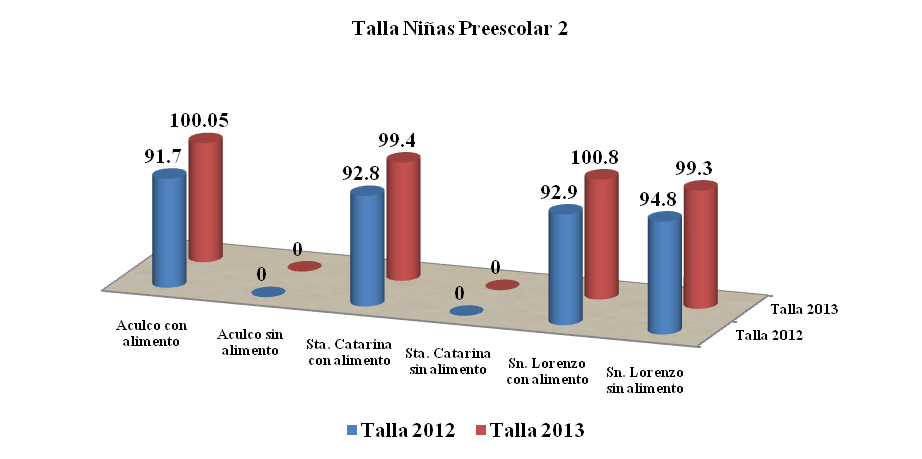 Talla Niñas Preescolar 2
100.05
91.7
0
0
99.4
92.8
0
0
100.8
92.9
99.3
94.8
Aculco con
alimento
Aculco sin
alimento
Sta. Catarina
con alimento
Sta. Catarina
sin alimento
Sn. Lorenzo
con alimento
Sn. Lorenzo
sin alimento
Talla 2013
Talla 2012
Talla 2012
Talla 2013